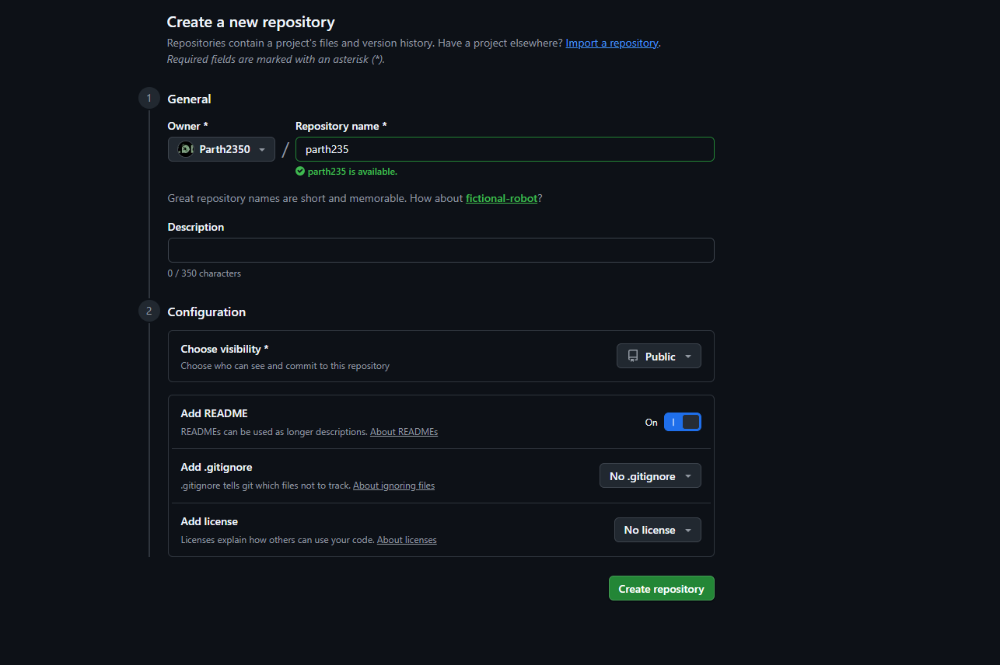 Create a new repository
Repositories contain a project's files and version history. Have a project elsewhere? Import a repository.
Required fields are marked with an asterisk (*).
1 General
Owner * Repository name *
Parth2350 / parth235
parth235 is available.
Great repository names are short and memorable. How about fictional-robot?
Description
0 / 350 characters
2 Configuration
Choose visibility *
Choose who can see and commit to this repository
Public
Add README
READMEs can be used as longer descriptions. About READMEs
On
Add .gitignore
.gitignore tells git which files not to track. About ignoring files
No .gitignore
Add license
Licenses explain how others can use your code. About licenses
No license
Create repository